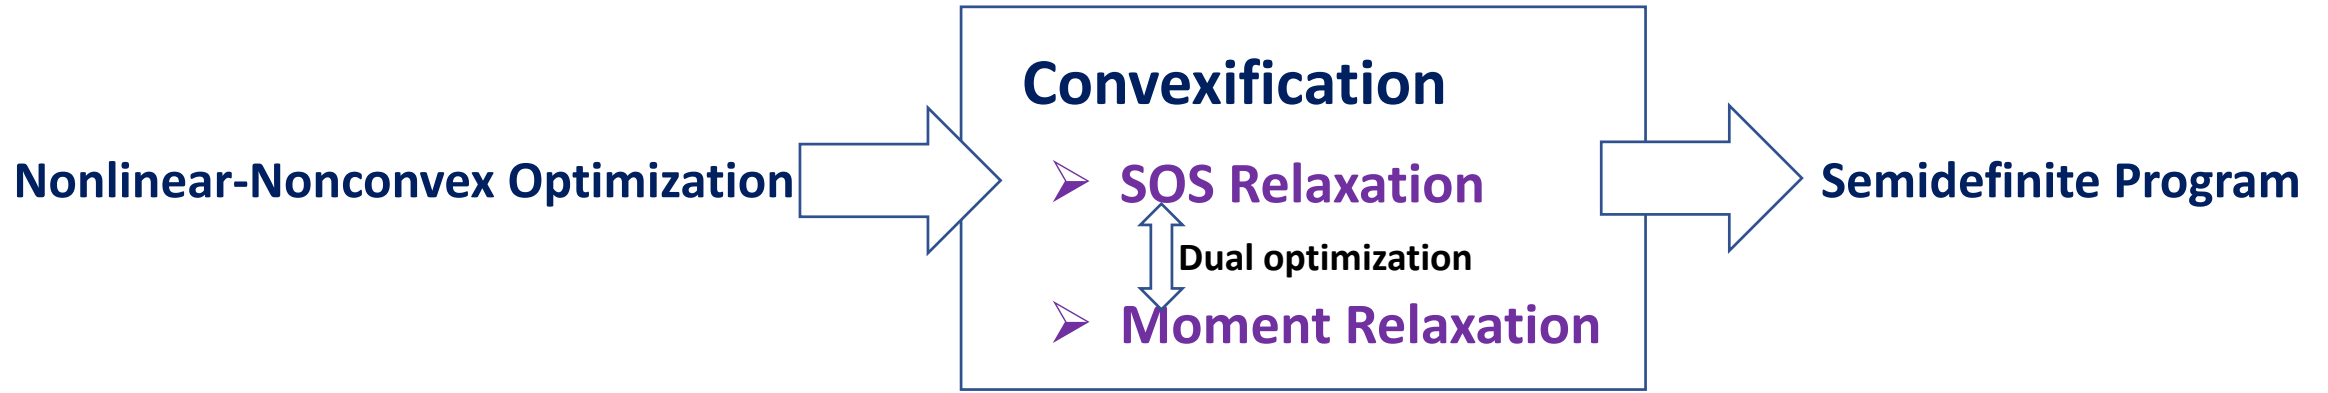 Convexification
Nonlinear-Nonconvex Optimization
SOS Relaxation
Semidefinite Program
Dual optimization
Moment Relaxation